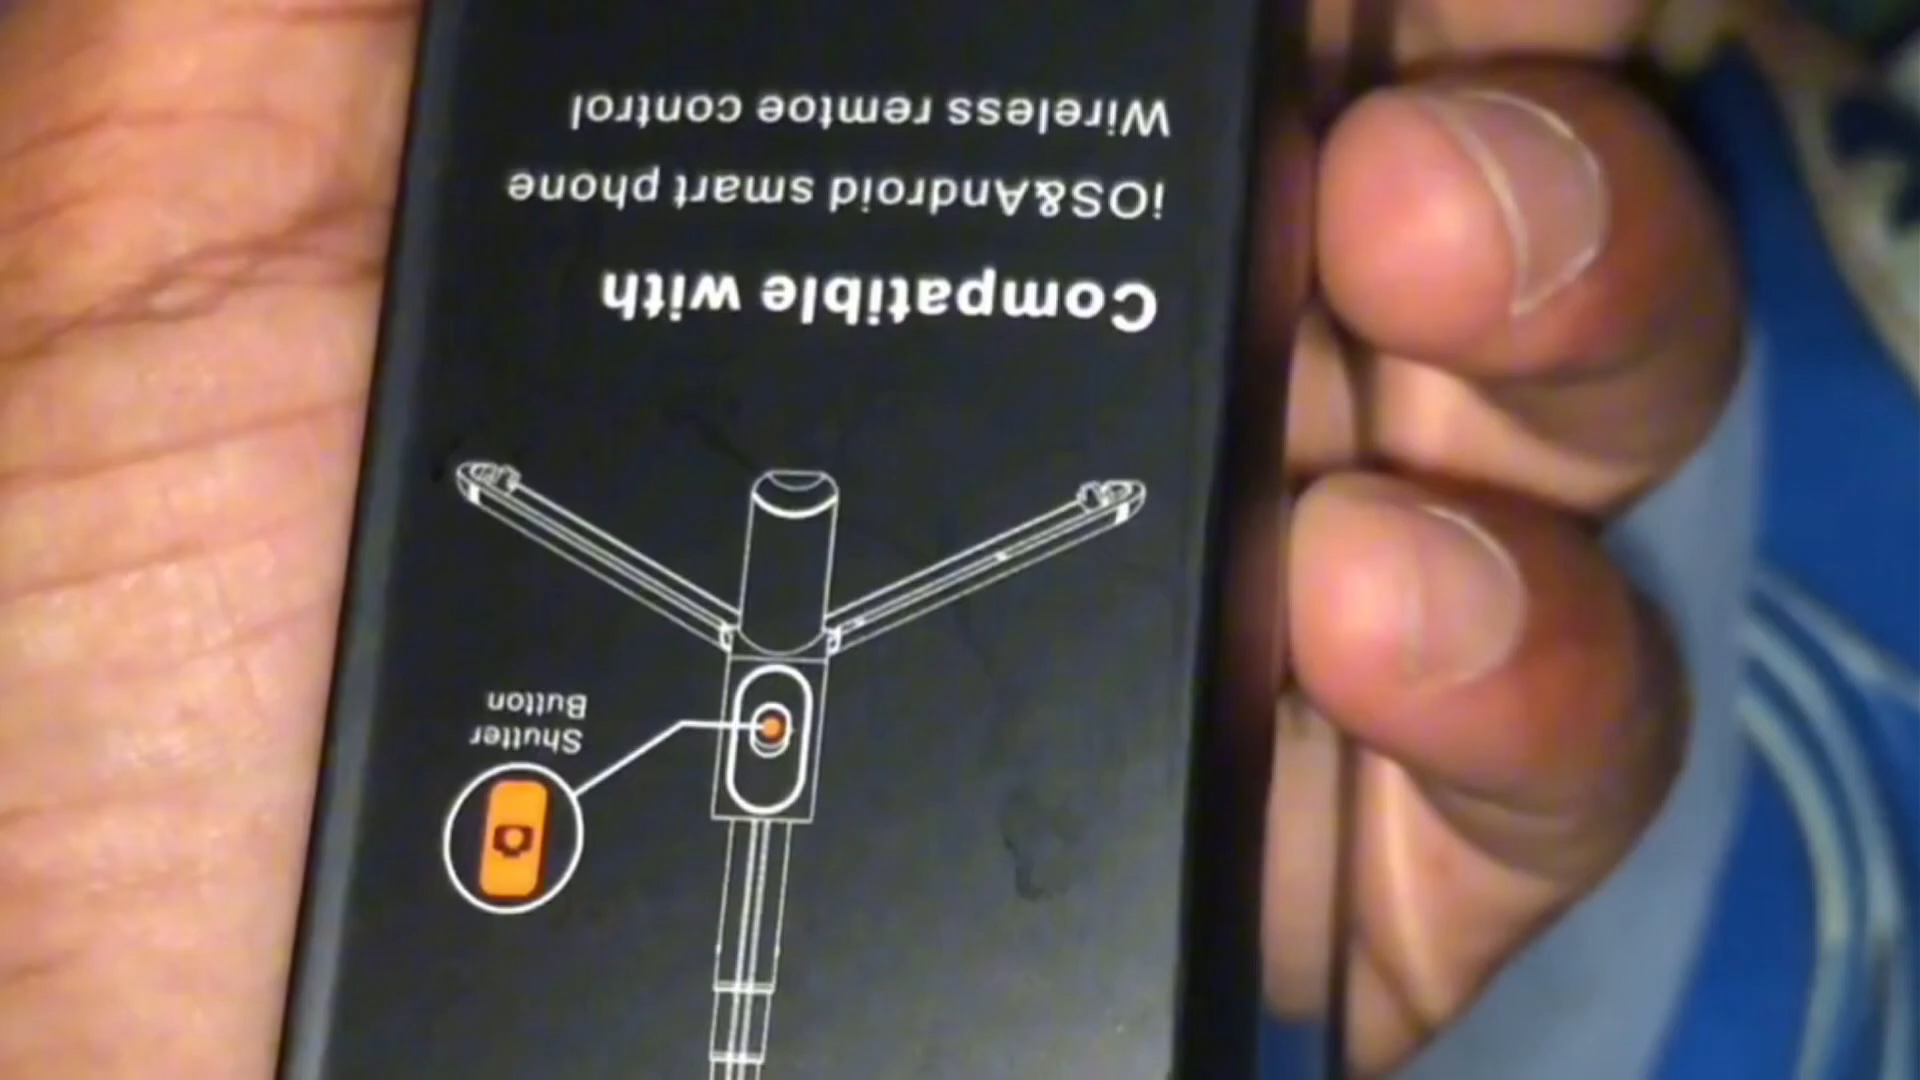 Shutter
Button
Compatible with
iOS&Android smart phone
Wireless remtoe control